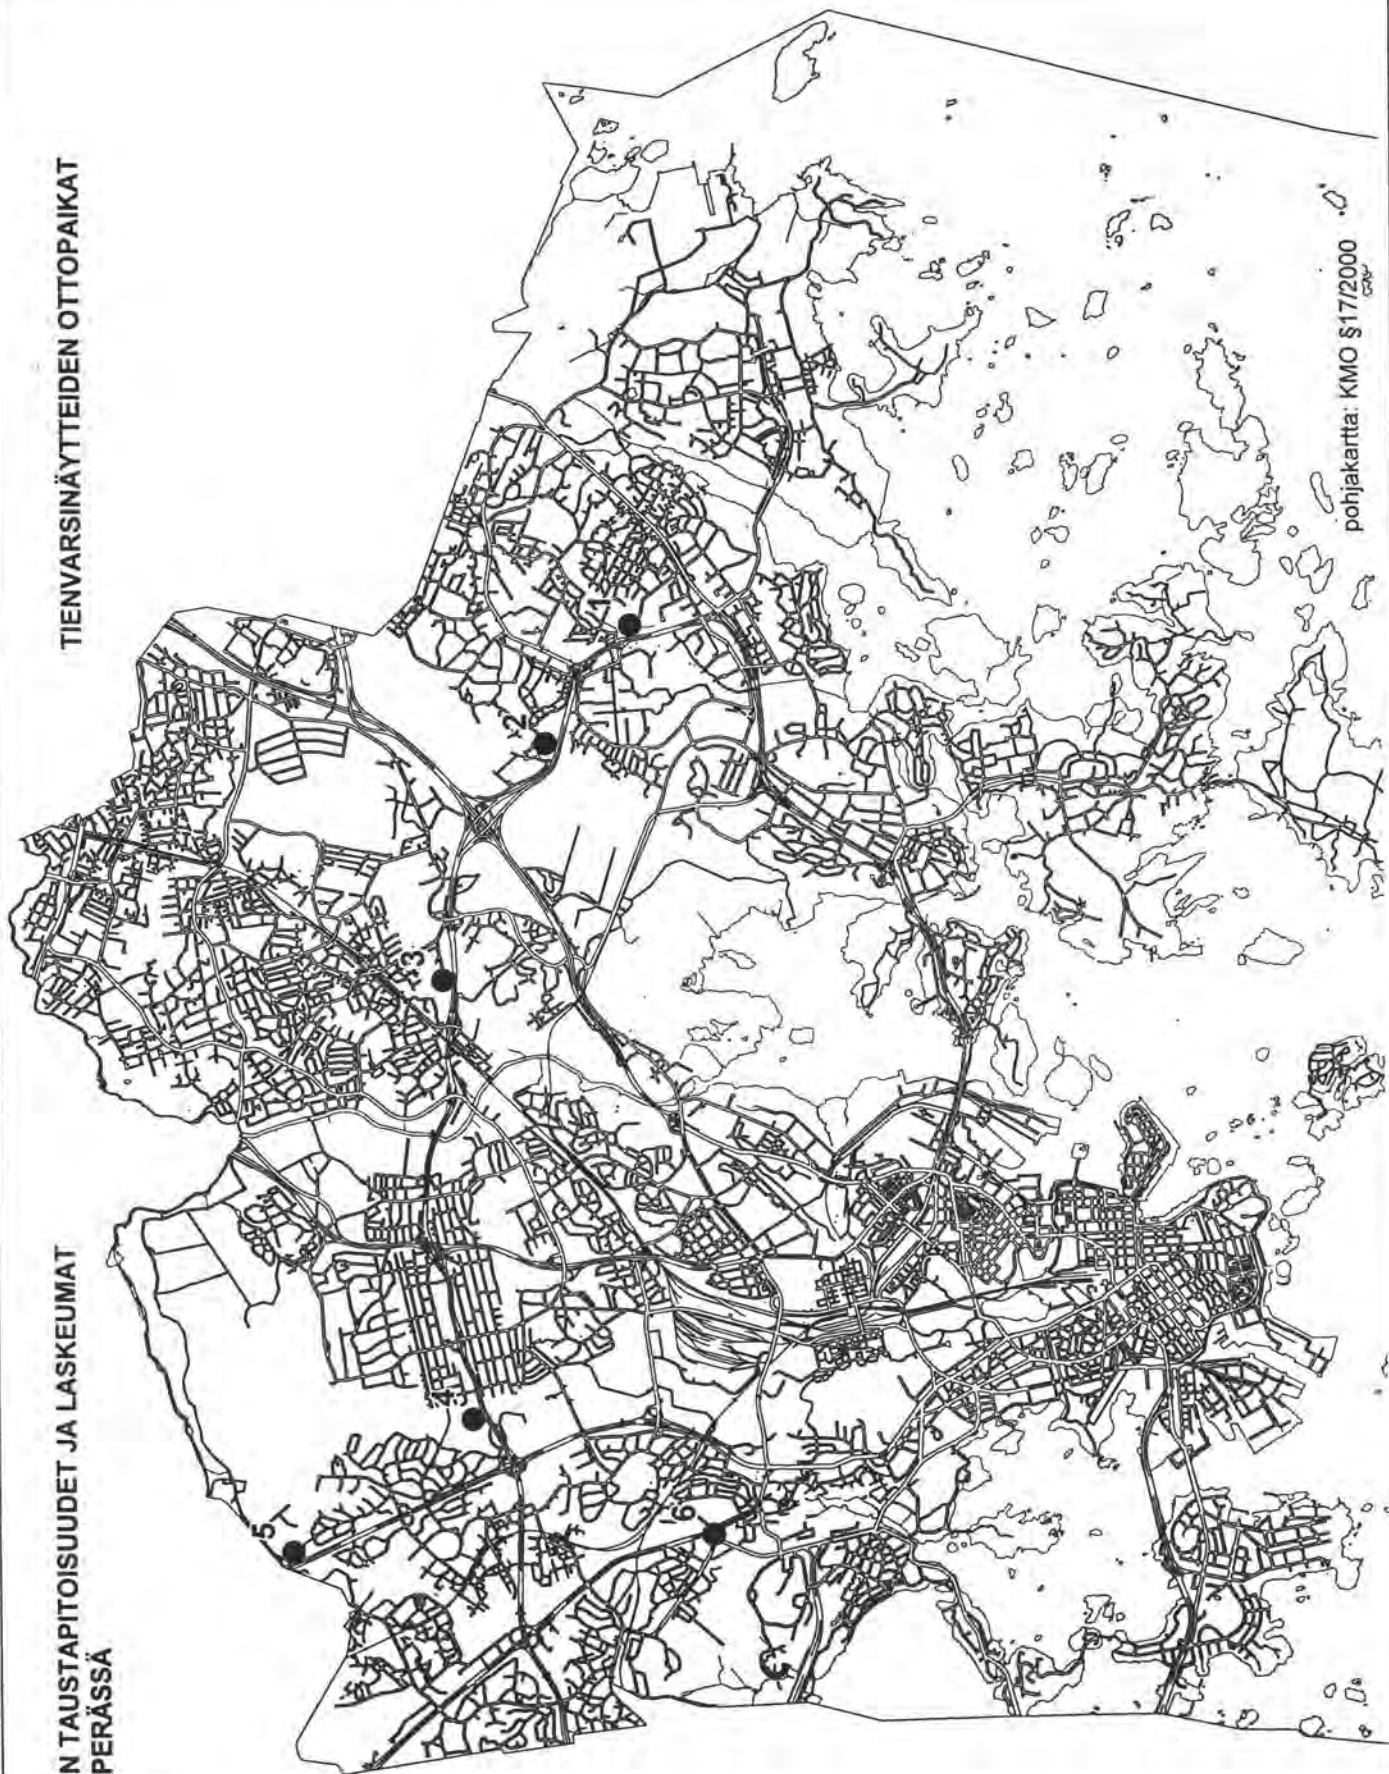 N TAUSTAPITOISUUDET JA LASKEUMAT
PERÄSSÄ
TIENVARSINÄYTTEIDEN OTTOPAIKAT
5
4
3
2
1
6
pohjakartta: KMO §17/2000